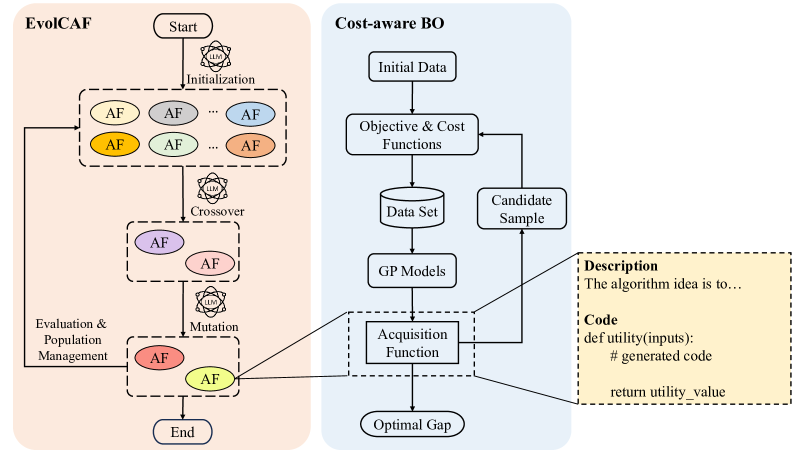 EvolCAF
Start
LLM
Initialization
AF
AF
...
AF
AF
AF
...
AF
LLM
Crossover
AF
AF
LLM
Mutation
Evaluation &
Population
Management
AF
AF
End
Cost-aware BO
Initial Data
Objective & Cost
Functions
Data Set
Candidate
Sample
GP Models
Acquisition
Function
Optimal Gap
Description
The algorithm idea is to…
Code
def utility(inputs):
# generated code
return utility_value